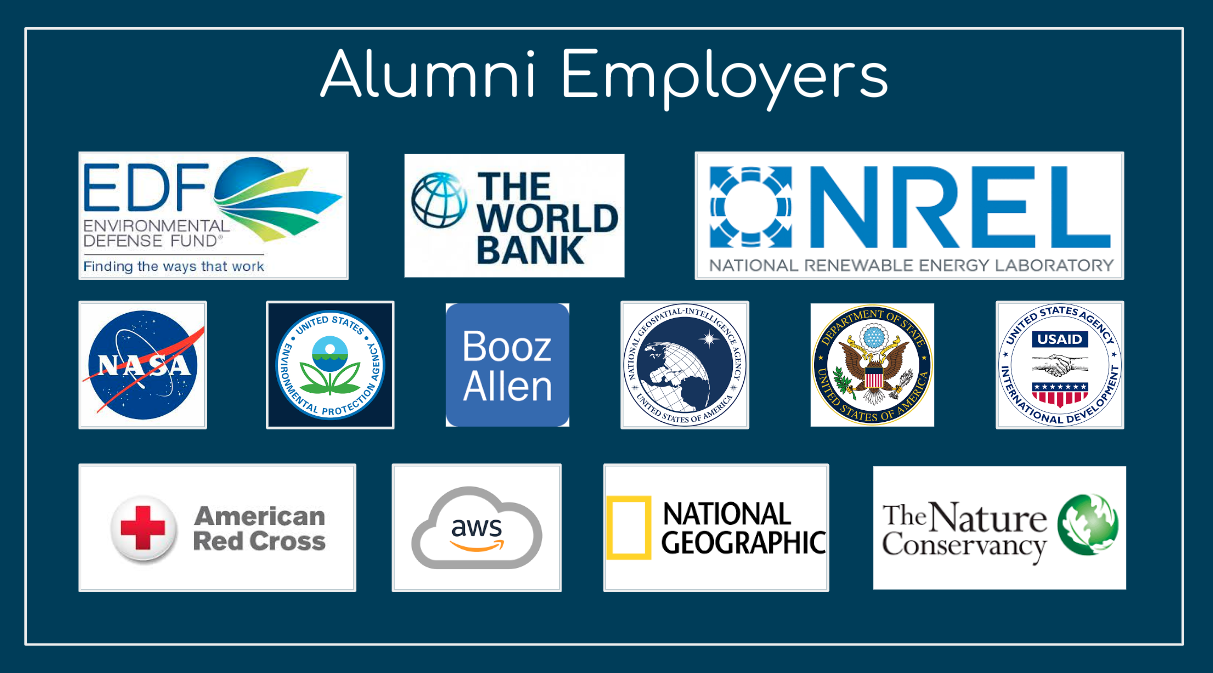 Alumni Employers
EDF
ENVIRONMENTAL
DEFENSE FUND®
Finding the ways that work
THE
WORLD
BANK
NREL
NATIONAL RENEWABLE ENERGY LABORATORY
NASA
UNITED STATES
ENVIRONMENTAL PROTECTION AGENCY
Booz
Allen
NATIONAL GEOSPATIAL-INTELLIGENCE AGENCY
UNITED STATES OF AMERICA
DEPARTMENT OF STATE
UNITED STATES OF AMERICA
UNITED STATES AGENCY
USAID
INTERNATIONAL DEVELOPMENT
American
Red Cross
aws
NATIONAL
GEOGRAPHIC
The Nature
Conservancy